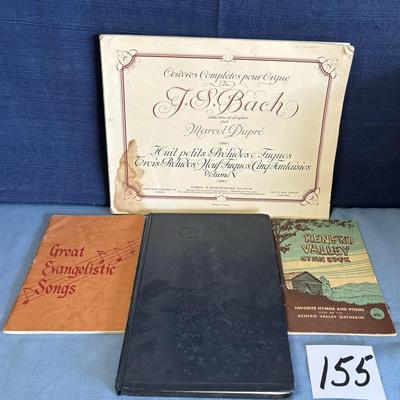 Oeuvres Complètes pour Orgue
de
J. S. Bach
annotées et doigtées
par
Marcel Dupré
Huit petits Préludes & Fugues
Trois Préludes, Neuf Fugues, Cinq Fantaisies
Volume V
Great
Evangelistic
Songs
RENFRO
VALLEY
HYMN BOOK
FAVORITE HYMNS AND POEMS
RENFRO VALLEY GATHERIN'
155